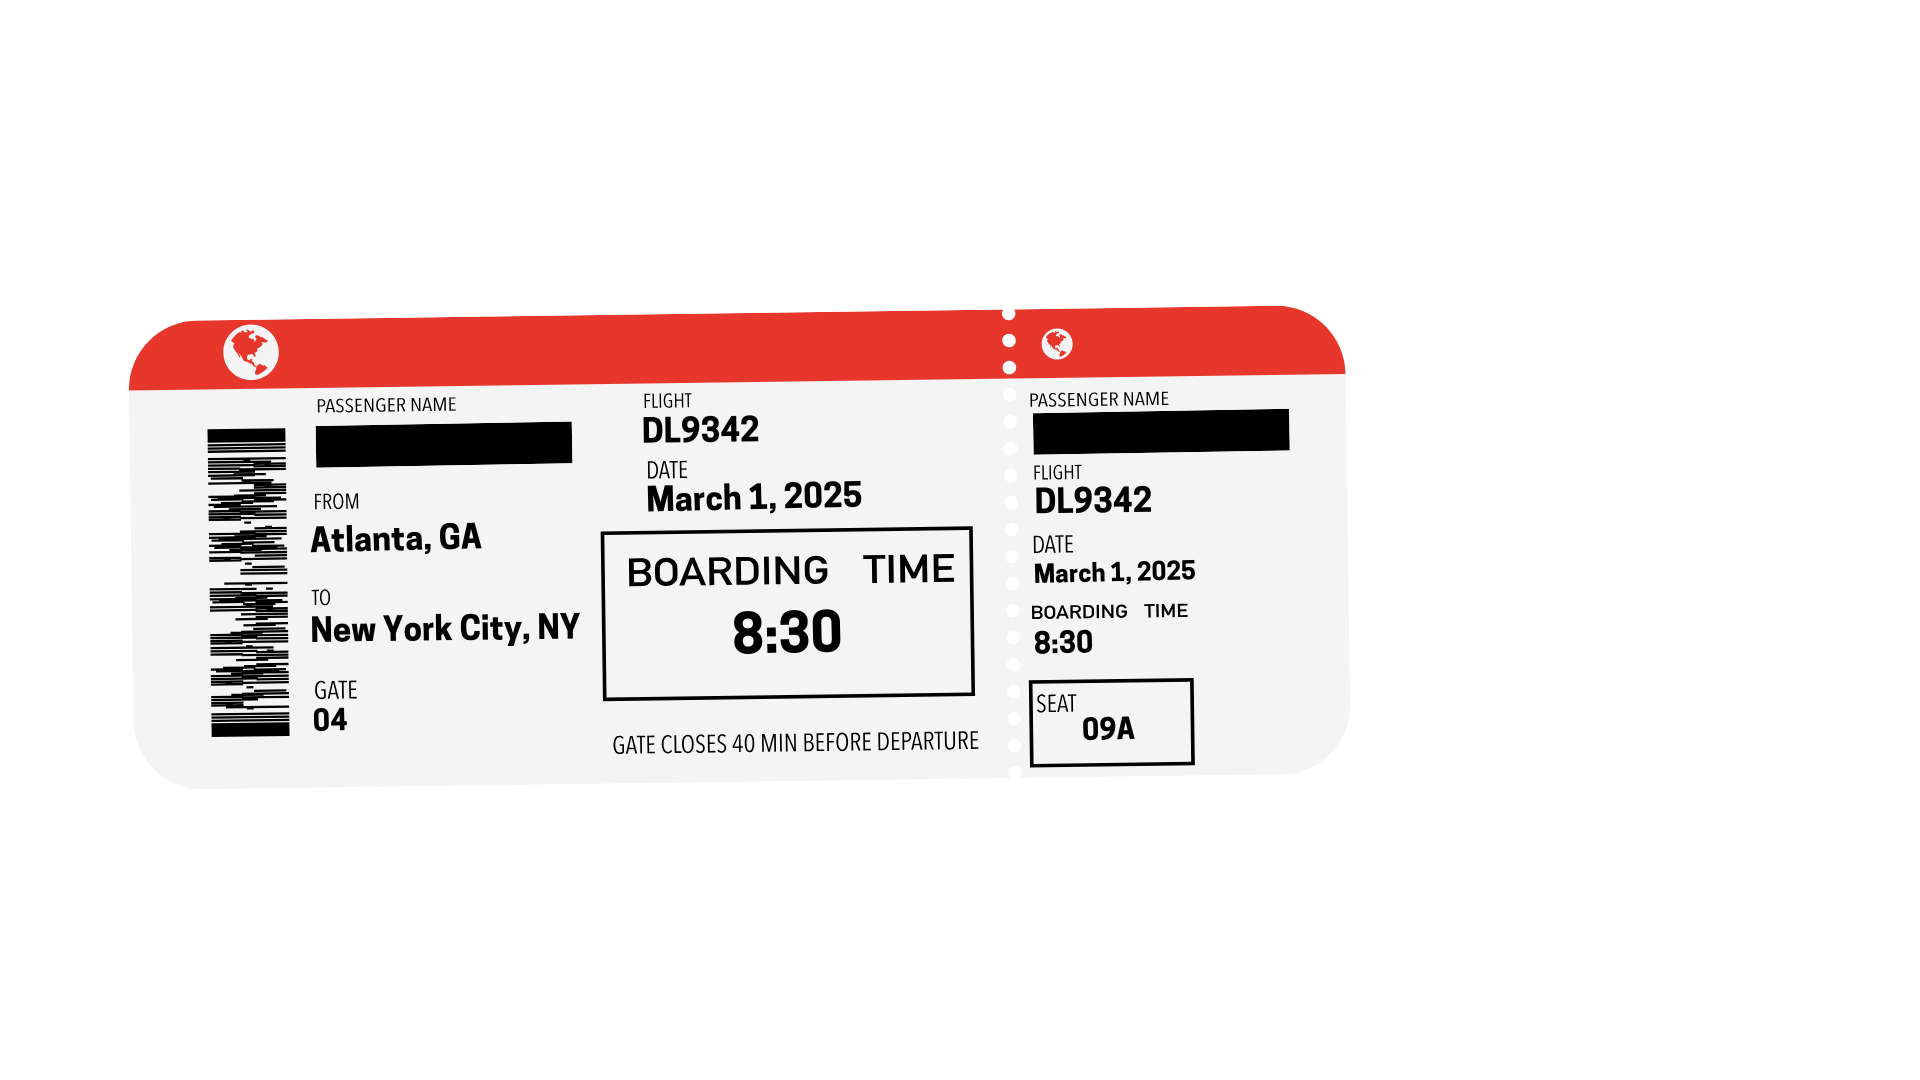 PASSENGER NAME
FROM
Atlanta, GA
TO
New York City, NY
GATE
04
FLIGHT
DL9342
DATE
March 1, 2025
BOARDING TIME
8:30
GATE CLOSES 40 MIN BEFORE DEPARTURE
PASSENGER NAME
FLIGHT
DL9342
DATE
March 1, 2025
BOARDING TIME
8:30
SEAT
09A